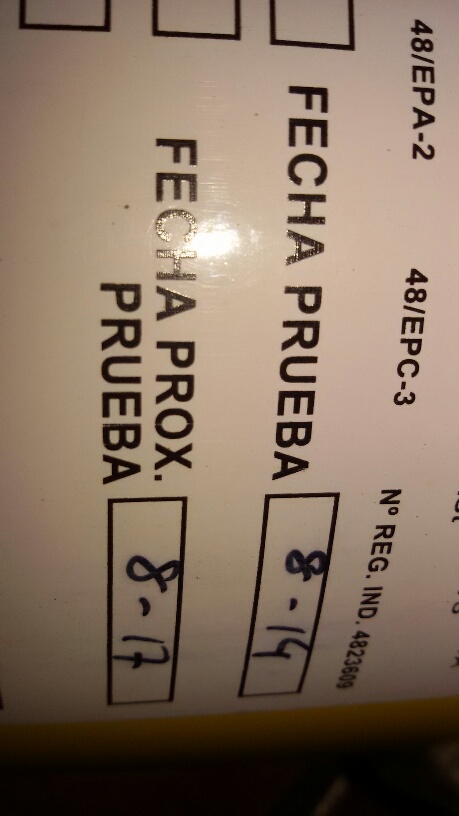 48/EPA-2 48/EPC-3 Nº REG. IND. 4823609
FECHA PRUEBA 8-14
FECHA PROX.
PRUEBA 8-17